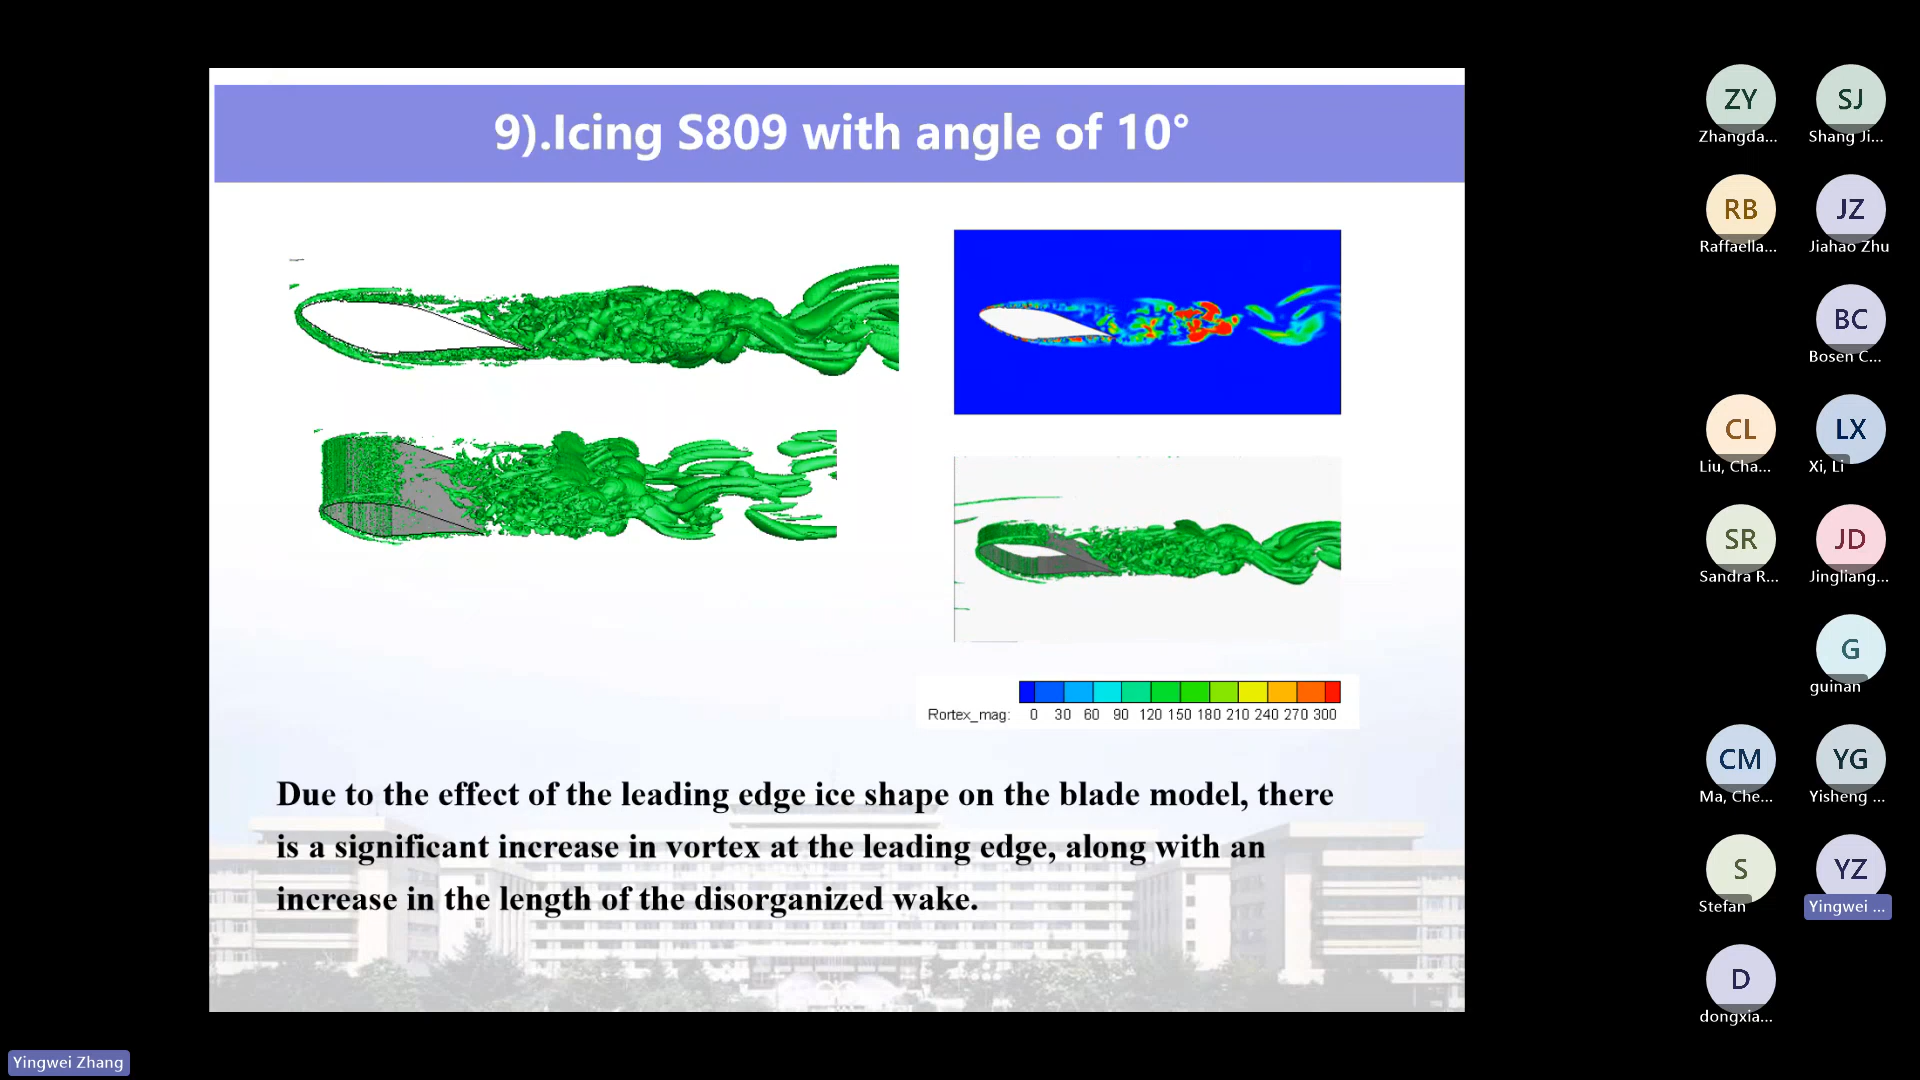 9).Icing S809 with angle of 10°
Rortex_mag: 0 30 60 90 120 150 180 210 240 270 300
Due to the effect of the leading edge ice shape on the blade model, there
is a significant increase in vortex at the leading edge, along with an
increase in the length of the disorganized wake.
ZY SJ
Zhangda... Shang Ji...
RB JZ
Raffaella... Jiahao Zhu
BC
Bosen C...
CL LX
Liu, Cha... Xi, Li
SR JD
Sandra R... Jingliang...
G
guinan
CM YG
Ma, Che... Yisheng ...
S YZ
Stefan Yingwei ...
D
dongxia...
Yingwei Zhang